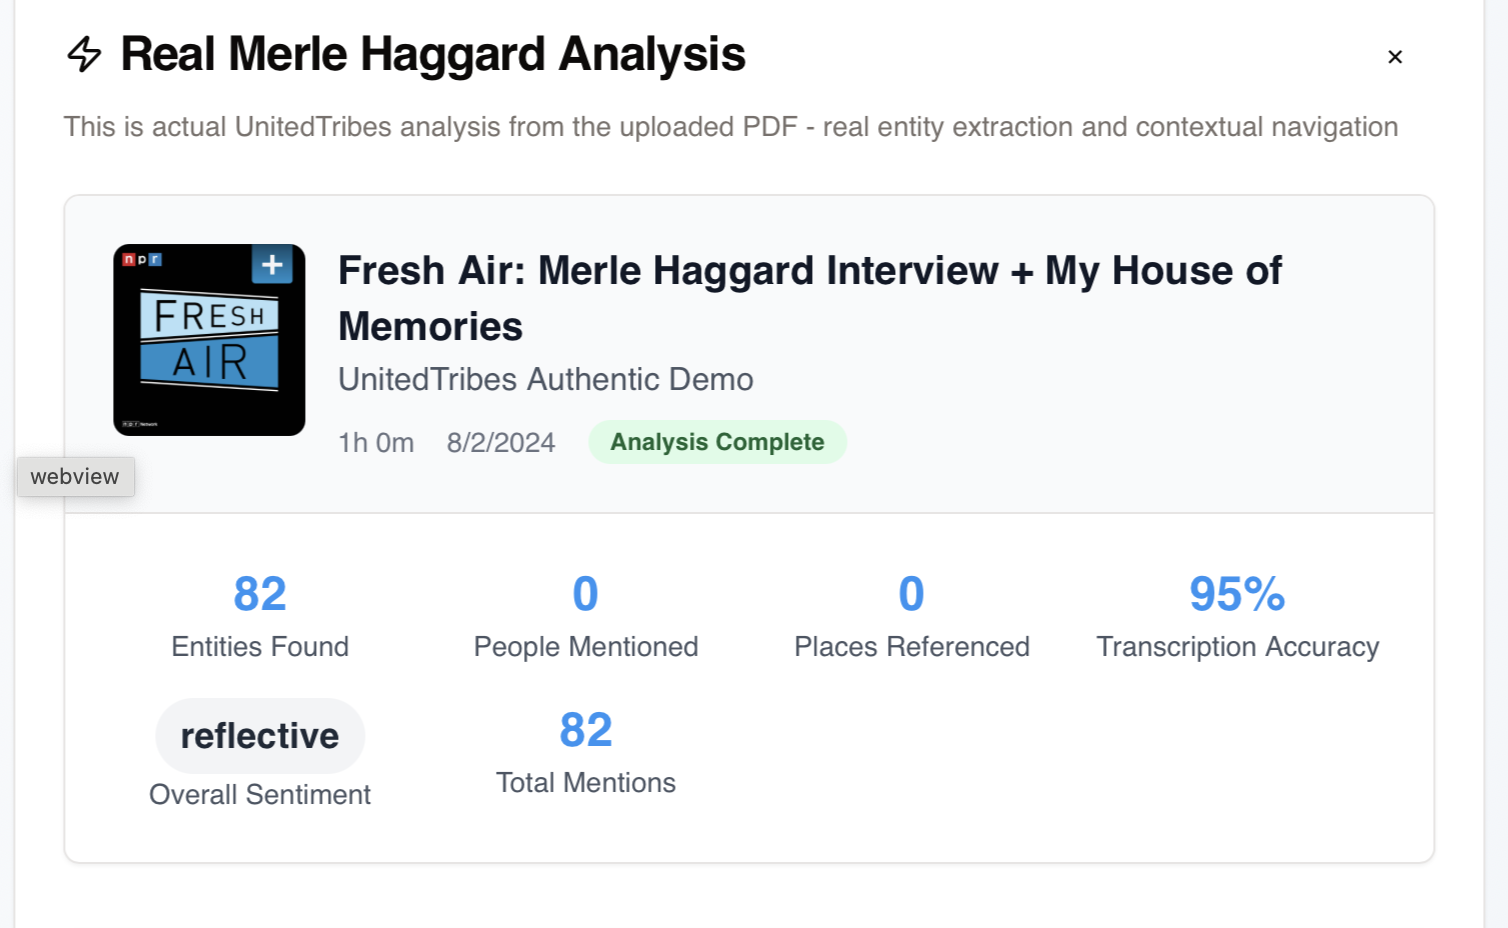 Real Merle Haggard Analysis
×
This is actual UnitedTribes analysis from the uploaded PDF - real entity extraction and contextual navigation
npr
+
FRESH
AIR
npr Network
Fresh Air: Merle Haggard Interview + My House of
Memories
UnitedTribes Authentic Demo
1h 0m 8/2/2024 Analysis Complete
webview
82 0 0 95%
Entities Found People Mentioned Places Referenced Transcription Accuracy
reflective 82
Overall Sentiment Total Mentions